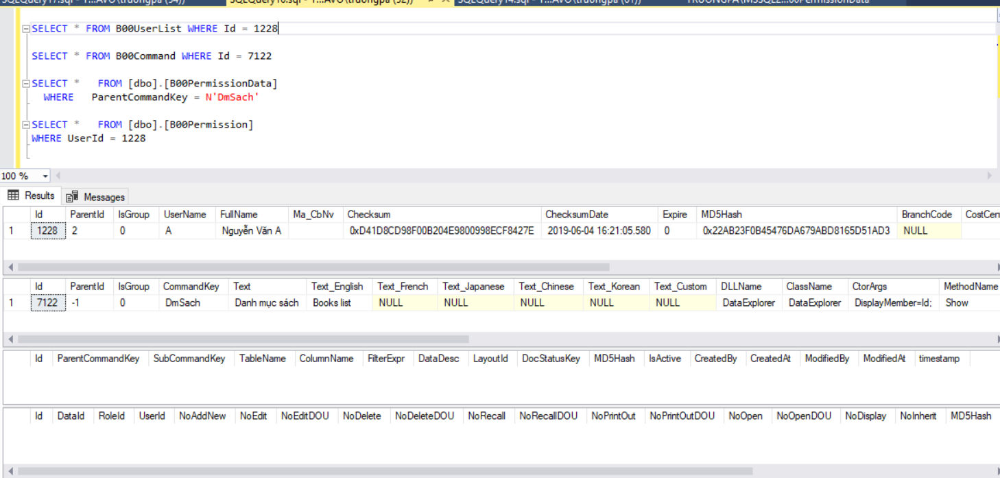 SELECT * FROM B00UserList WHERE Id = 1228
SELECT * FROM B00Command WHERE Id = 7122
SELECT * FROM [dbo].[B00PermissionData]
WHERE ParentCommandKey = N'DmSach'
SELECT * FROM [dbo].[B00Permission]
WHERE UserId = 1228
100 %
Results Messages
Id ParentId IsGroup UserName FullName Ma_CbNv Checksum ChecksumDate Expire MD5Hash BranchCode CostCen
1 1228 2 0 A Nguyễn Văn A 0xD41D8CD98F00B204E9800998ECF8427E 2019-06-04 16:21:05.580 0 0x22AB23F0B45476DA679ABD8165D51AD3 NULL
Id ParentId IsGroup CommandKey Text Text_English Text_French Text_Japanese Text_Chinese Text_Korean Text_Custom DLLName ClassName CtorArgs MethodName
1 7122 -1 0 DmSach Danh mục sách Books list NULL NULL NULL NULL NULL DataExplorer DataExplorer DisplayMember=Id; Show
Id ParentCommandKey SubCommandKey TableName ColumnName FilterExpr DataDesc LayoutId DocStatusKey MD5Hash IsActive CreatedBy CreatedAt ModifiedBy ModifiedAt timestamp
Id DataId RoleId UserId NoAddNew NoEdit NoEditDOU NoDelete NoDeleteDOU NoRecall NoRecallDOU NoPrintOut NoPrintOutDOU NoOpen NoOpenDOU NoDisplay NoInherit MD5Hash